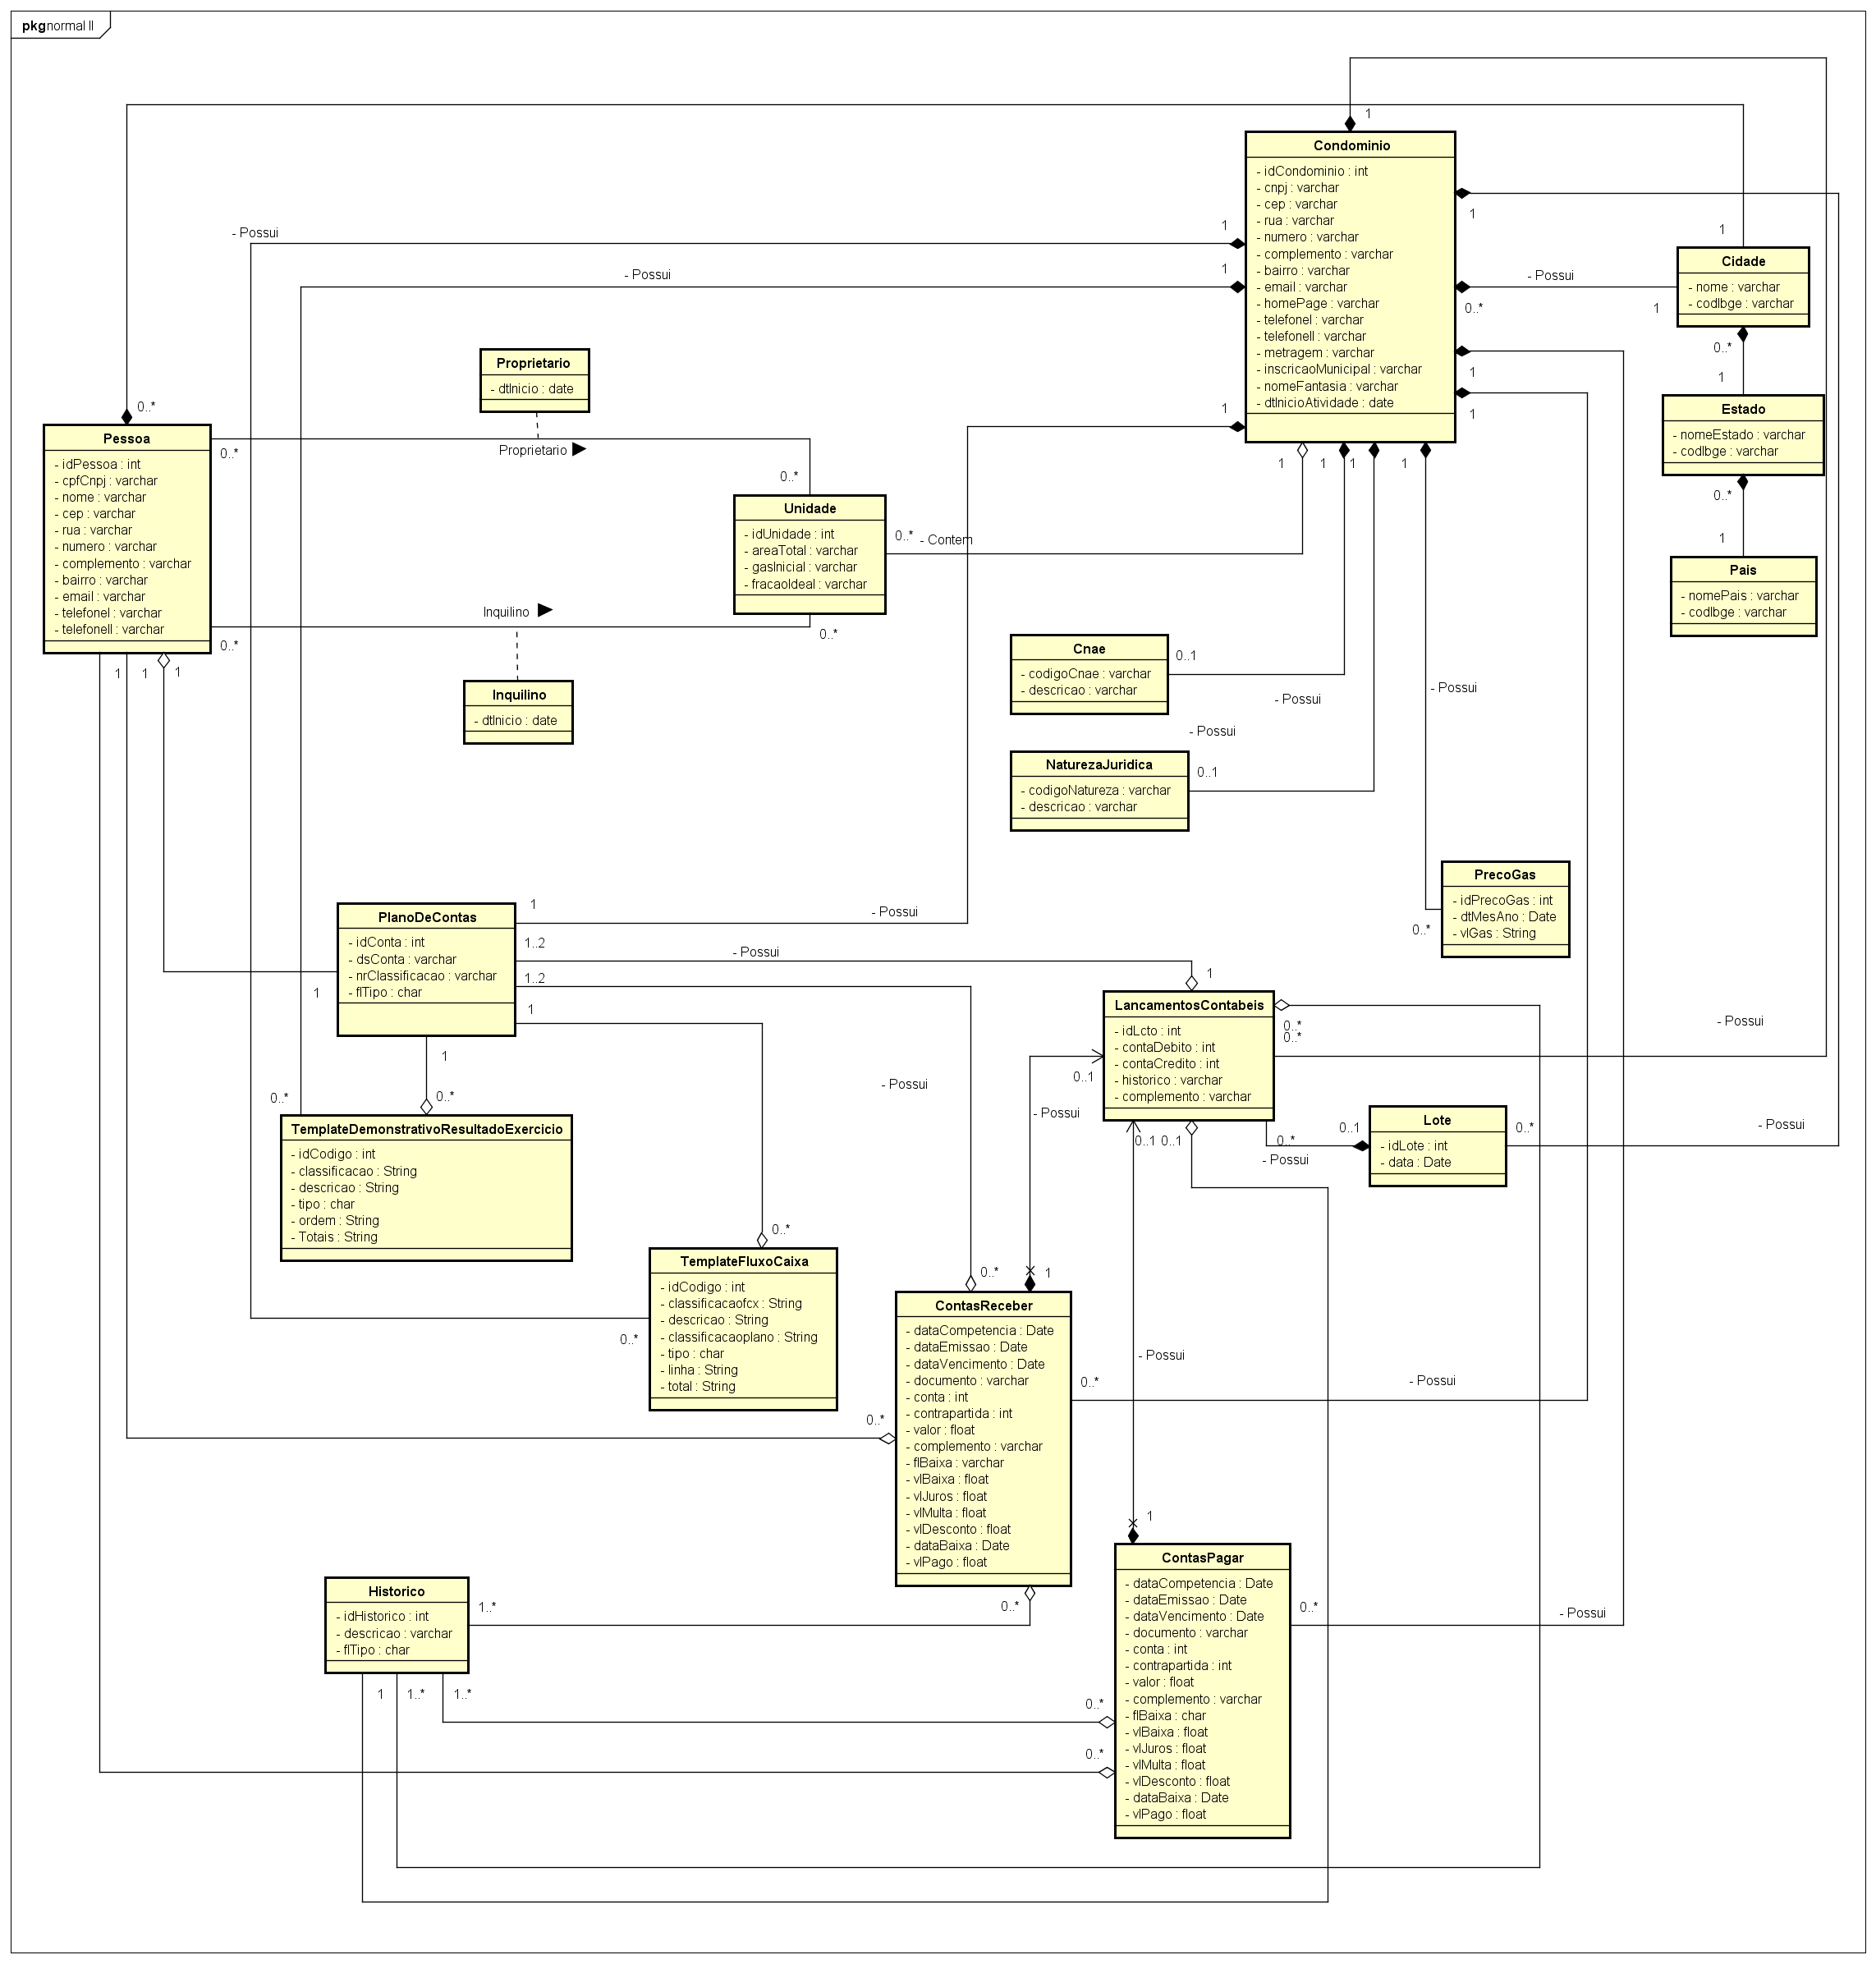 pkg normal II
1
Condominio
- idCondominio : int
- cnpj : varchar
- cep : varchar
- rua : varchar
- numero : varchar
- complemento : varchar
- bairro : varchar
- email : varchar
- homePage : varchar
- telefoneI : varchar
- telefoneII : varchar
- metragem : varchar
- inscricaoMunicipal : varchar
- nomeFantasia : varchar
- dtInicioAtividade : date
1
1
- Possui
1
- Possui
1
Cidade
- nome : varchar
- codIbge : varchar
- Possui
0..*
1
0..*
1
1
1
1
Estado
- nomeEstado : varchar
- codIbge : varchar
0..*
1
Pais
- nomePais : varchar
- codIbge : varchar
Proprietario
- dtInicio : date
0..*
Pessoa
- idPessoa : int
- cpfCnpj : varchar
- nome : varchar
- cep : varchar
- rua : varchar
- numero : varchar
- complemento : varchar
- bairro : varchar
- email : varchar
- telefoneI : varchar
- telefoneII : varchar
0..*
Proprietario
0..*
Unidade
- idUnidade : int
- areaTotal : varchar
- gasInicial : varchar
- fracaoIdeal : varchar
0..*
- Contem
1
1
1
1
Inquilino
0..*
0..*
1
1
1
Inquilino
- dtInicio : date
Cnae
- codigoCnae : varchar
- descricao : varchar
0..1
- Possui
- Possui
- Possui
NaturezaJuridica
- codigoNatureza : varchar
- descricao : varchar
0..1
PrecoGas
- idPrecoGas : int
- dtMesAno : Date
- vlGas : String
0..*
PlanoDeContas
- idConta : int
- dsConta : varchar
- nrClassificacao : varchar
- flTipo : char
1
- Possui
1..2
- Possui
1..2
1
1
1
1
LancamentosContabeis
- idLcto : int
- contaDebito : int
- contaCredito : int
- historico : varchar
- complemento : varchar
0..*
0..*
- Possui
0..1
- Possui
- Possui
0..*
0..*
TemplateDemonstrativoResultadoExercicio
- idCodigo : int
- classificacao : String
- descricao : String
- tipo : char
- ordem : String
- Totais : String
0..1
0..1
0..*
- Possui
0..1
Lote
- idLote : int
- data : Date
0..*
- Possui
0..*
TemplateFluxoCaixa
- idCodigo : int
- classificacaofcx : String
- descricao : String
- classificacaoplano : String
- tipo : char
- linha : String
- total : String
0..*
0..*
1
ContasReceber
- dataCompetencia : Date
- dataEmissao : Date
- dataVencimento : Date
- documento : varchar
- conta : int
- contrapartida : int
- valor : float
- complemento : varchar
- flBaixa : varchar
- vlBaixa : float
- vlJuros : float
- vlMulta : float
- vlDesconto : float
- dataBaixa : Date
- vlPago : float
0..*
- Possui
0..*
- Possui
0..*
1
ContasPagar
- dataCompetencia : Date
- dataEmissao : Date
- dataVencimento : Date
- documento : varchar
- conta : int
- contrapartida : int
- valor : float
- complemento : varchar
- flBaixa : char
- vlBaixa : float
- vlJuros : float
- vlMulta : float
- vlDesconto : float
- dataBaixa : Date
- vlPago : float
0..*
- Possui
Historico
- idHistorico : int
- descricao : varchar
- flTipo : char
1..*
1
1..*
1..*
0..*
0..*